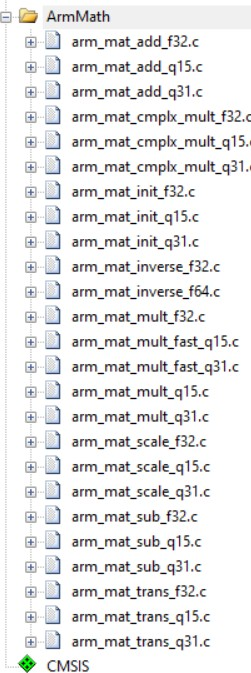 ArmMath
arm_mat_add_f32.c
arm_mat_add_q15.c
arm_mat_add_q31.c
arm_mat_cmplx_mult_f32.c
arm_mat_cmplx_mult_q15.
arm_mat_cmplx_mult_q31.
arm_mat_init_f32.c
arm_mat_init_q15.c
arm_mat_init_q31.c
arm_mat_inverse_f32.c
arm_mat_inverse_f64.c
arm_mat_mult_f32.c
arm_mat_mult_fast_q15.c
arm_mat_mult_fast_q31.c
arm_mat_mult_q15.c
arm_mat_mult_q31.c
arm_mat_scale_f32.c
arm_mat_scale_q15.c
arm_mat_scale_q31.c
arm_mat_sub_f32.c
arm_mat_sub_q15.c
arm_mat_sub_q31.c
arm_mat_trans_f32.c
arm_mat_trans_q15.c
arm_mat_trans_q31.c
CMSIS